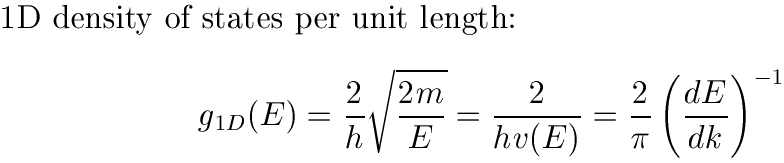 1D density of states per unit length:
g_{1D}(E) = \frac{2}{h}\sqrt{\frac{2m}{E}} = \frac{2}{hv(E)} = \frac{2}{\pi}\left(\frac{dE}{dk}\right)^{-1}